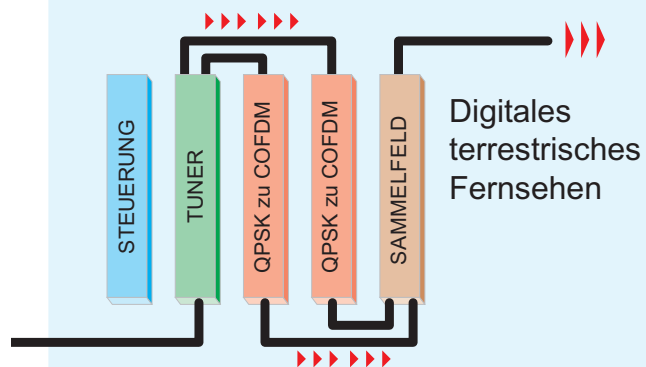 STEUERUNG
TUNER
QPSK zu COFDM
QPSK zu COFDM
SAMMELFELD
Digitales
terrestrisches
Fernsehen